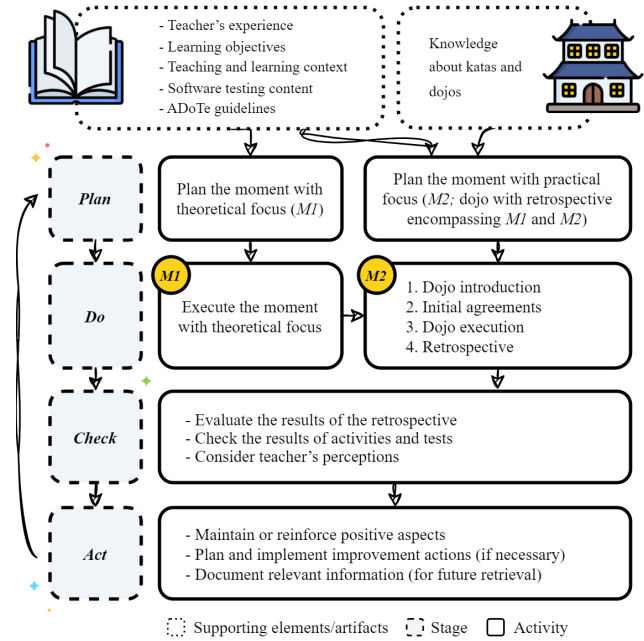 - Teacher's experience
- Learning objectives
- Teaching and learning context
- Software testing content
- ADoTe guidelines
Knowledge
about katas and
dojos
Plan
Plan the moment with
theoretical focus (M1)
Plan the moment with practical
focus (M2; dojo with retrospective
encompassing M1 and M2)
Do
M1
Execute the moment
with theoretical focus
M2
1. Dojo introduction
2. Initial agreements
3. Dojo execution
4. Retrospective
Check
- Evaluate the results of the retrospective
- Check the results of activities and tests
- Consider teacher's perceptions
Act
- Maintain or reinforce positive aspects
- Plan and implement improvement actions (if necessary)
- Document relevant information (for future retrieval)
Supporting elements/artifacts Stage Activity